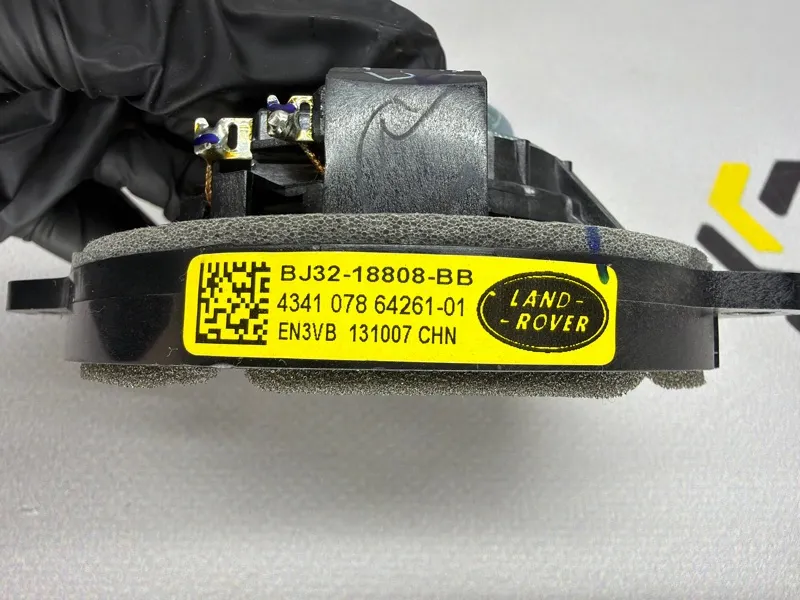 BJ32-18808-BB
4341 078 64261-01
EN3VB 131007 CHN
LAND-
-ROVER